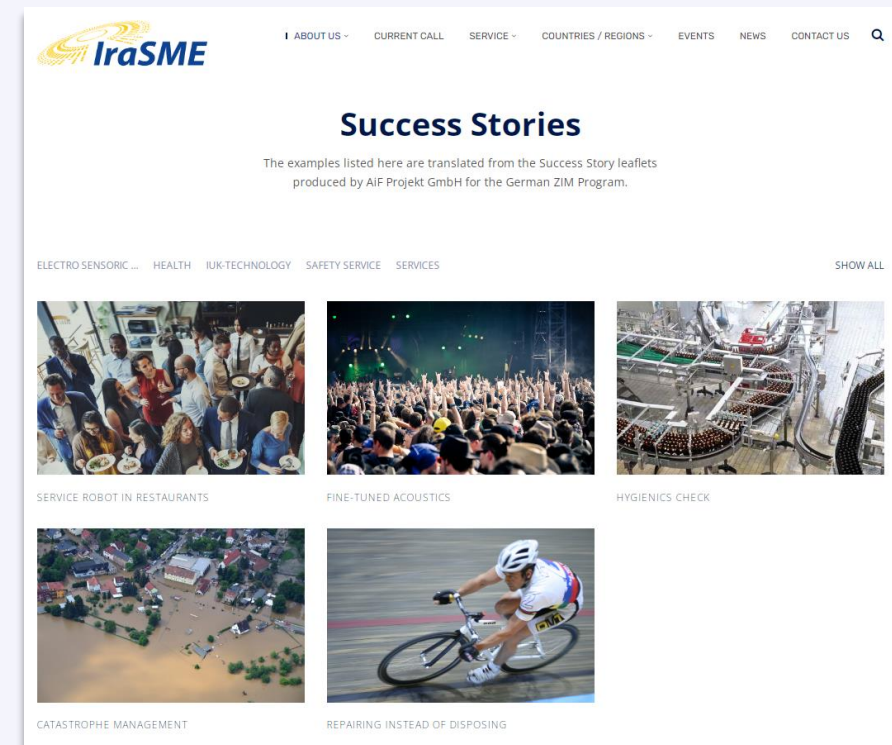 IraSME
ABOUT US
CURRENT CALL
SERVICE
COUNTRIES / REGIONS
EVENTS
NEWS
CONTACT US
Success Stories
The examples listed here are translated from the Success Story leaflets
produced by AiF Projekt GmbH for the German ZIM Program.
ELECTRO SENSORIC ...
HEALTH
IUK-TECHNOLOGY
SAFETY SERVICE
SERVICES
SHOW ALL
SERVICE ROBOT IN RESTAURANTS
FINE-TUNED ACOUSTICS
HYGIENICS CHECK
CATASTROPHE MANAGEMENT
REPAIRING INSTEAD OF DISPOSING